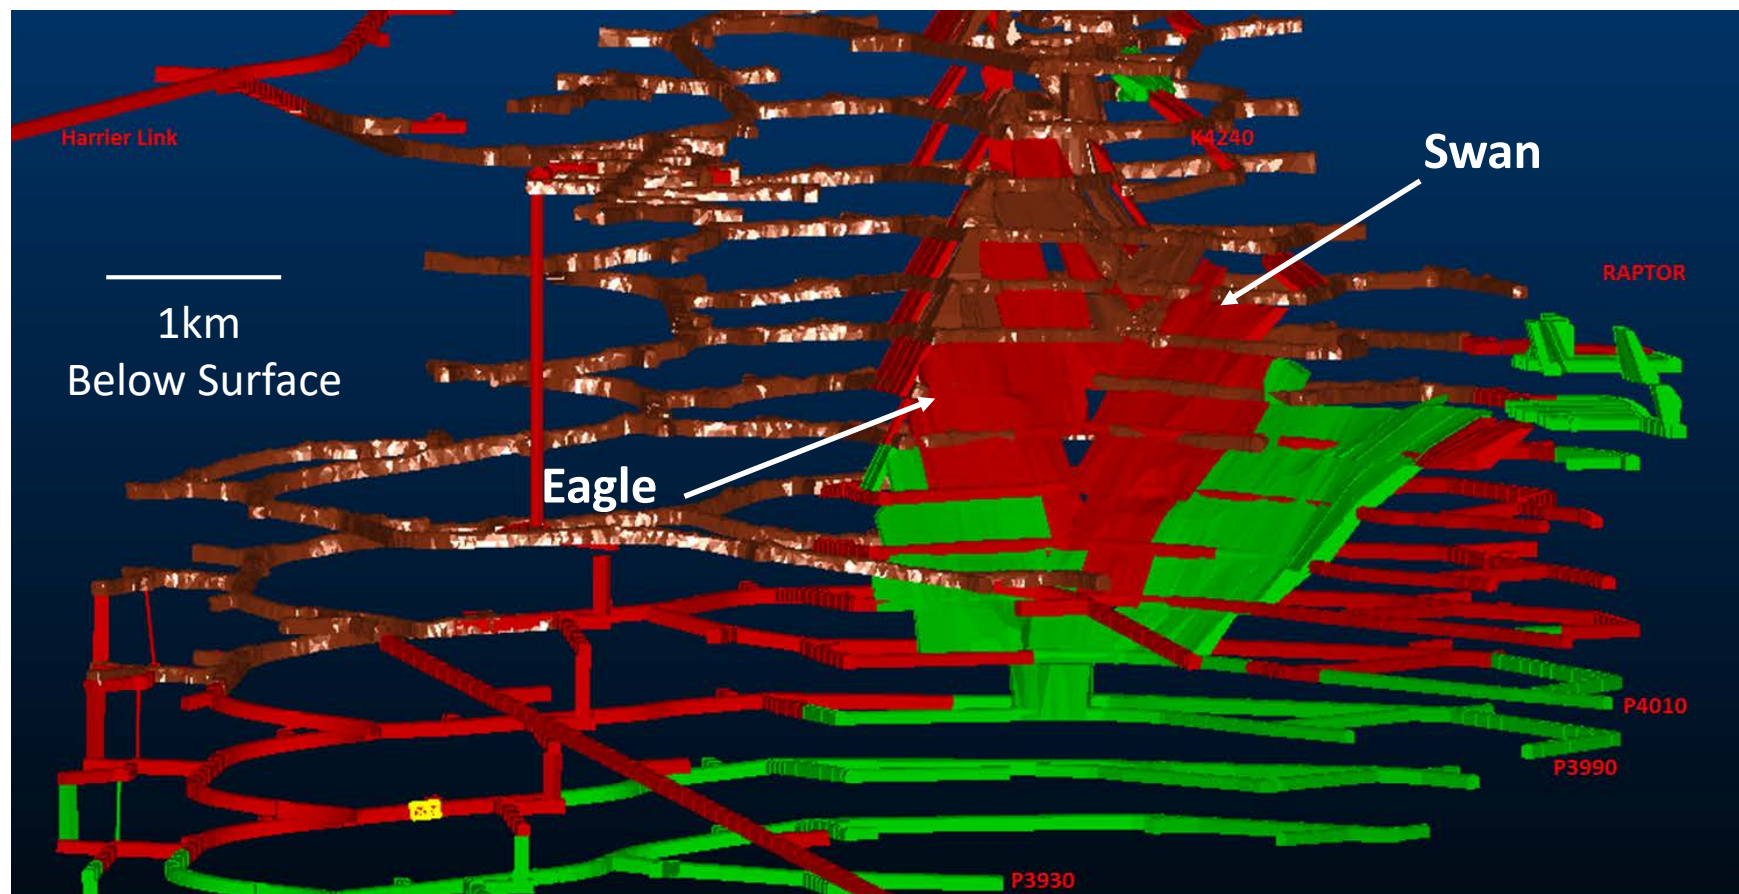 Harrier Link
K4240
Swan
RAPTOR
1km
Below Surface
Eagle
P4010
P3990
P3930